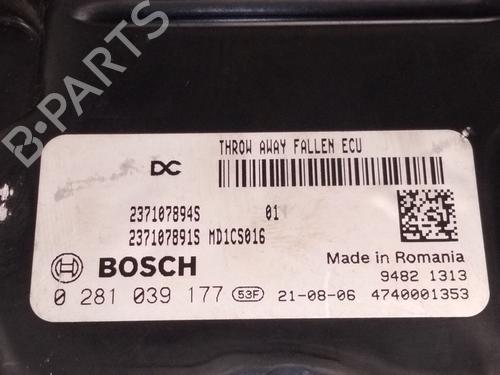 B-PARTS
THROW AWAY FALLEN ECU
DC
237107894S 01
237107891S MD1CS016
BOSCH
Made in Romania
9482 1313
0 281 039 177 53F 21-08-06 4740001353